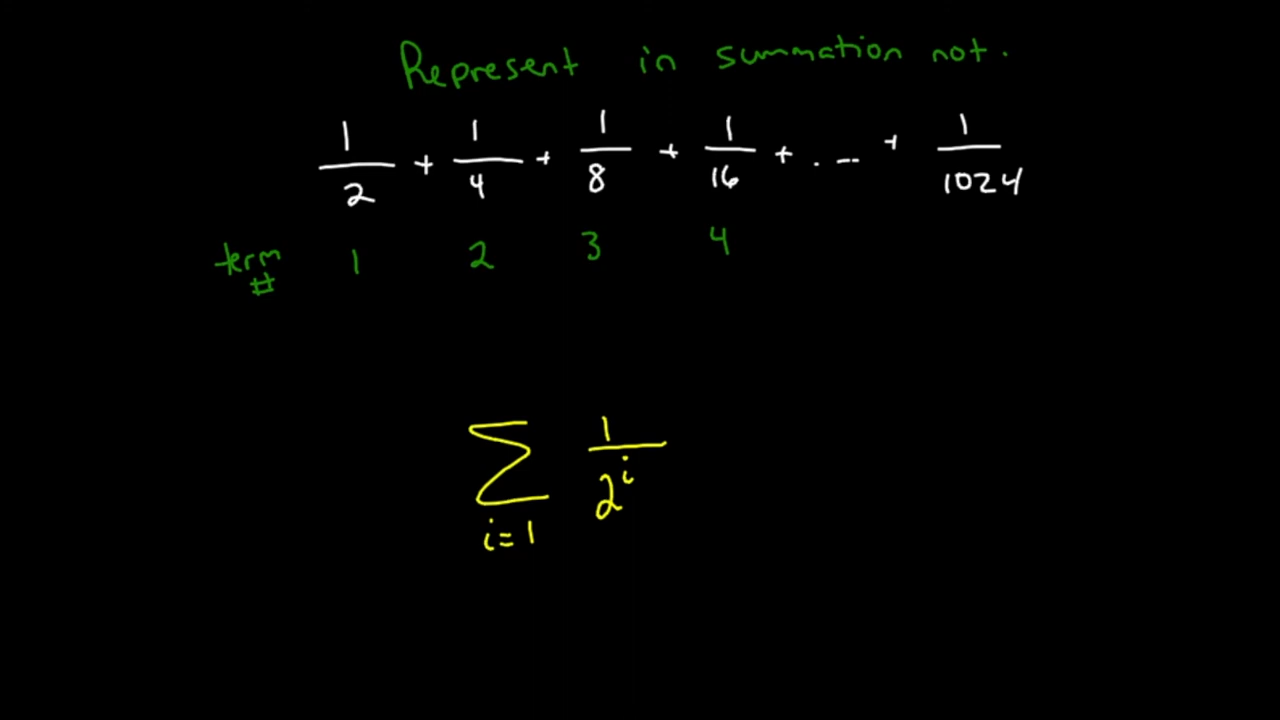 Represent in summation not.
1/2 + 1/4 + 1/8 + 1/16 + . -- + 1/1024
term # 1 2 3 4
∑ i=1 1/2^i